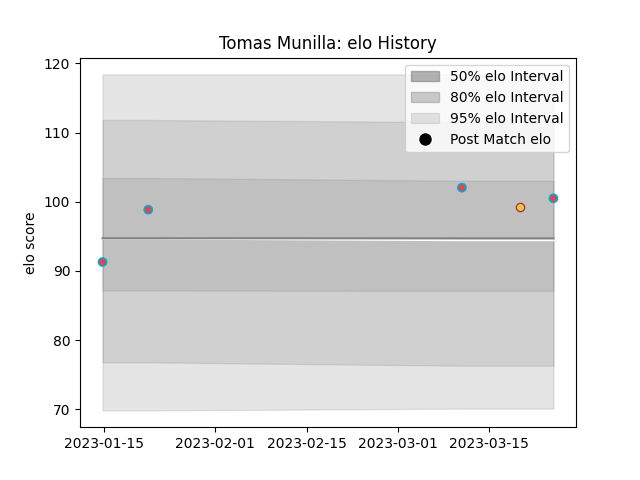 Tomas Munilla: elo History
120
110
100
90
80
70
elo score
50% elo Interval
80% elo Interval
95% elo Interval
Post Match elo
2023-01-15
2023-02-01
2023-02-15
2023-03-01
2023-03-15